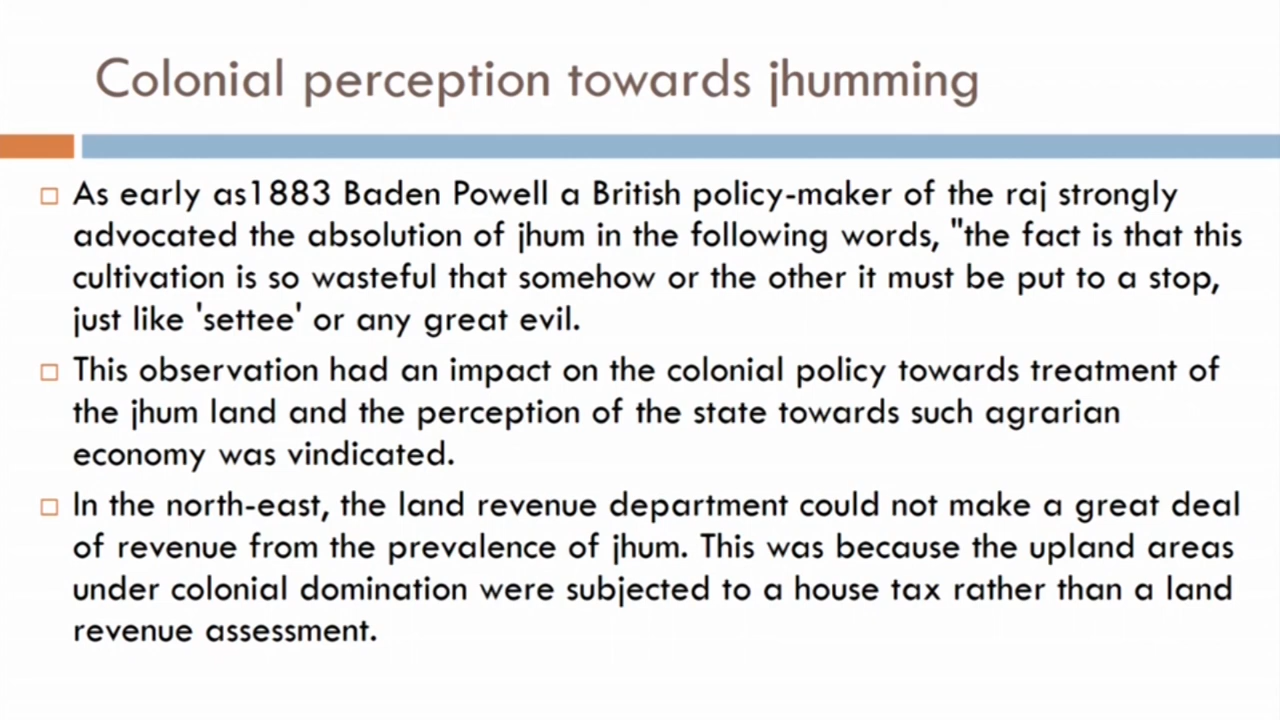 Colonial perception towards jhumming
As early as1883 Baden Powell a British policy-maker of the raj strongly
advocated the absolution of jhum in the following words, "the fact is that this
cultivation is so wasteful that somehow or the other it must be put to a stop,
just like 'settee' or any great evil.
This observation had an impact on the colonial policy towards treatment of
the jhum land and the perception of the state towards such agrarian
economy was vindicated.
In the north-east, the land revenue department could not make a great deal
of revenue from the prevalence of jhum. This was because the upland areas
under colonial domination were subjected to a house tax rather than a land
revenue assessment.